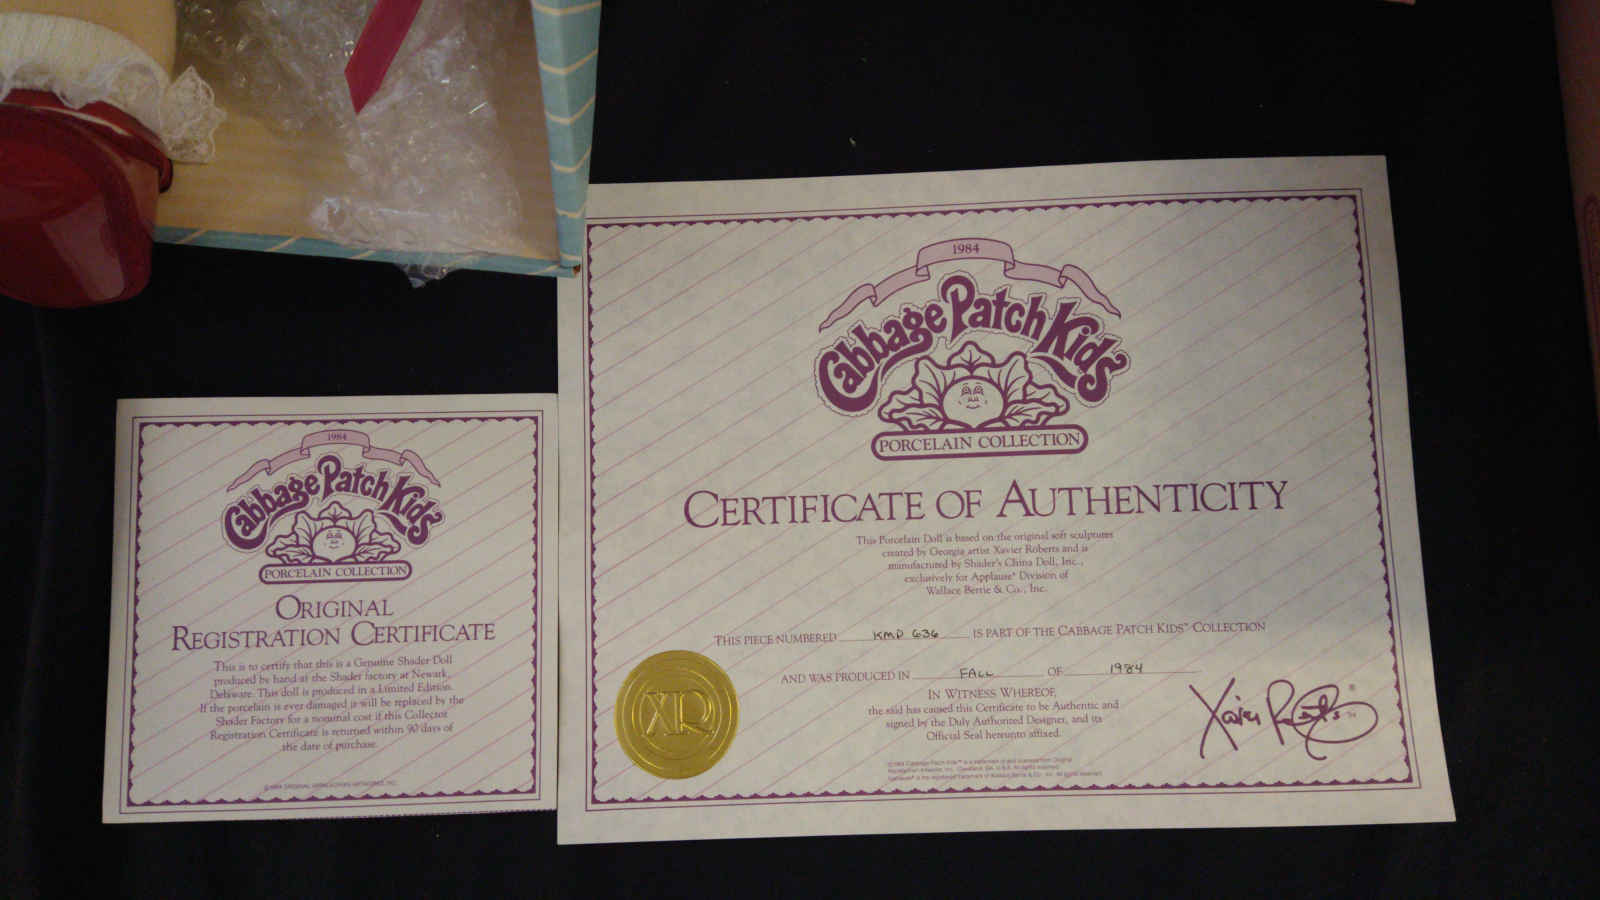 1984
Cabbage Patch Kids
PORCELAIN COLLECTION
ORIGINAL
REGISTRATION CERTIFICATE
This is to certify that this is a Genuine Shader Doll
produced by hand at the Shader factory at Newark,
Delaware. This doll is produced in a Limited Edition.
If the porcelain is ever damaged it will be replaced by the
Shader Factory for a nominal cost if this Collector
Registration Certificate is returned within 90 days of
the date of purchase.
1984
Cabbage Patch Kids
PORCELAIN COLLECTION
CERTIFICATE OF AUTHENTICITY
This Porcelain Doll is based on the original soft sculptures
created by Georgia artist Xavier Roberts and is
manufactured by Shader's China Doll, Inc.,
exclusively for Applause® Division of
Wallace Berrie & Co., Inc.
THIS PIECE NUMBERED KMD 636 IS PART OF THE CABBAGE PATCH KIDS™ COLLECTION
AND WAS PRODUCED IN FALL OF 1984
IN WITNESS WHEREOF,
the said has caused this Certificate to be Authentic and
signed by the Duly Authorized Designer, and its
Official Seal hereunto affixed.
XR
Xavier Roberts